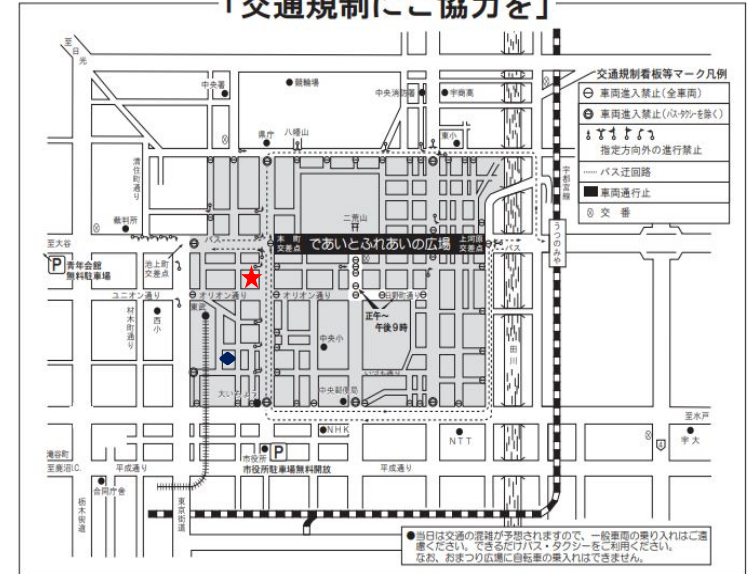 「交通規制にご協力を」
至日光
中央署
競輪場
中央消防署
宇商高
県庁
八幡山
東小
清住町通り
裁判所
二荒山
バス
本町交差点
であいとふれあいの広場
上河原交差点
バス
至大谷
P
青年会館
無料駐車場
池上町
交差点
ユニオン通り
オリオン通り
オリオン通り
日野町通り
東武
正午〜
午後9時
材木町通り
西小
中央小
いちょう通り
大いちょう
中央郵便局
田川
宇都宮線
うつのみや
NHK
NTT
至水戸
宇大
4
滝谷町
至鹿沼I.C.
平成通り
市役所
P
市役所駐車場無料開放
平成通り
合同庁舎
栃木街道
東京街道
交通規制看板等マーク凡例
車両進入禁止(全車両)
車両進入禁止(バス・タクシーを除く)
指定方向外の進行禁止
バス迂回路
車両通行止
交番
●当日は交通の混雑が予想されますので、一般車両の乗り入れはご遠
慮ください。できるだけバス・タクシーをご利用ください。
なお、おまつり広場に自転車の乗入れはできません。